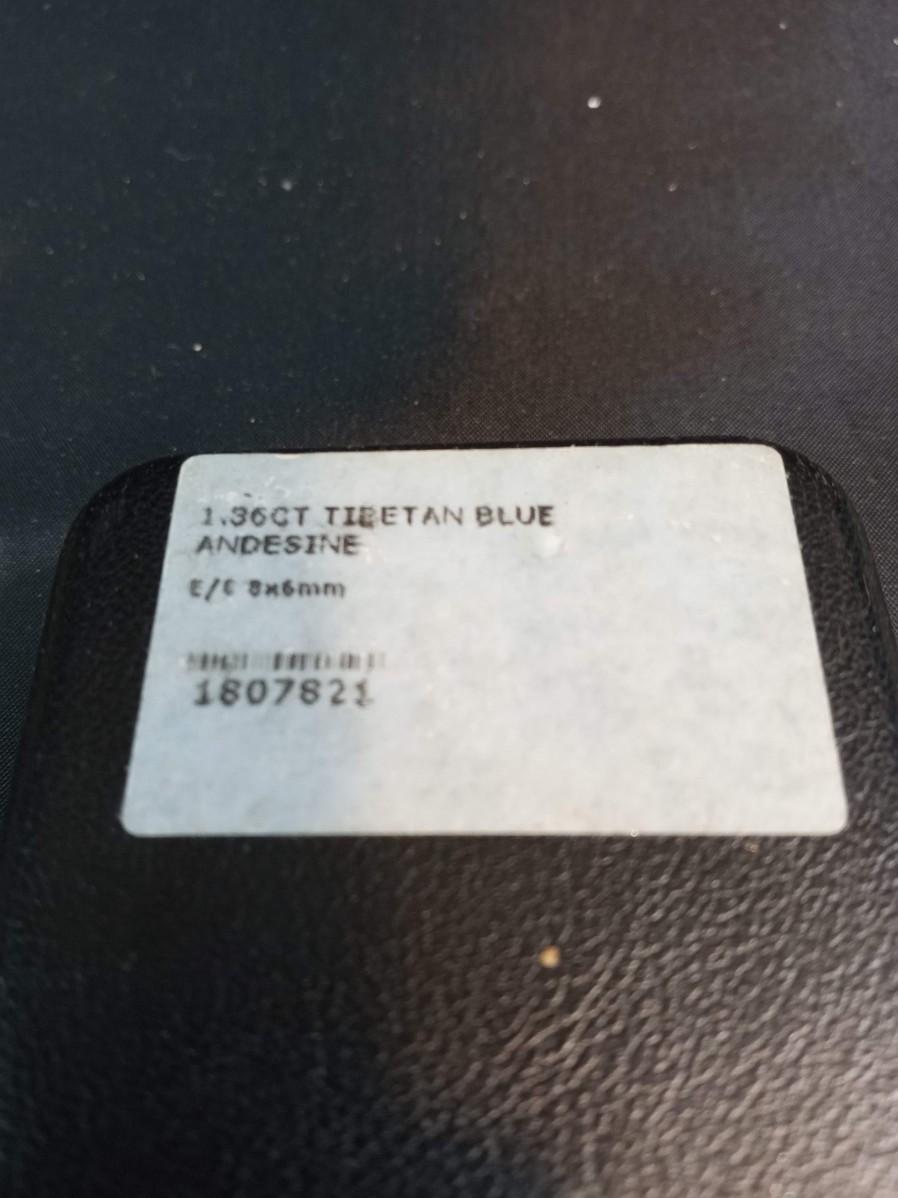 1.36CT TIBETAN BLUE
ANDESINE
E/E 8x6mm
1807821